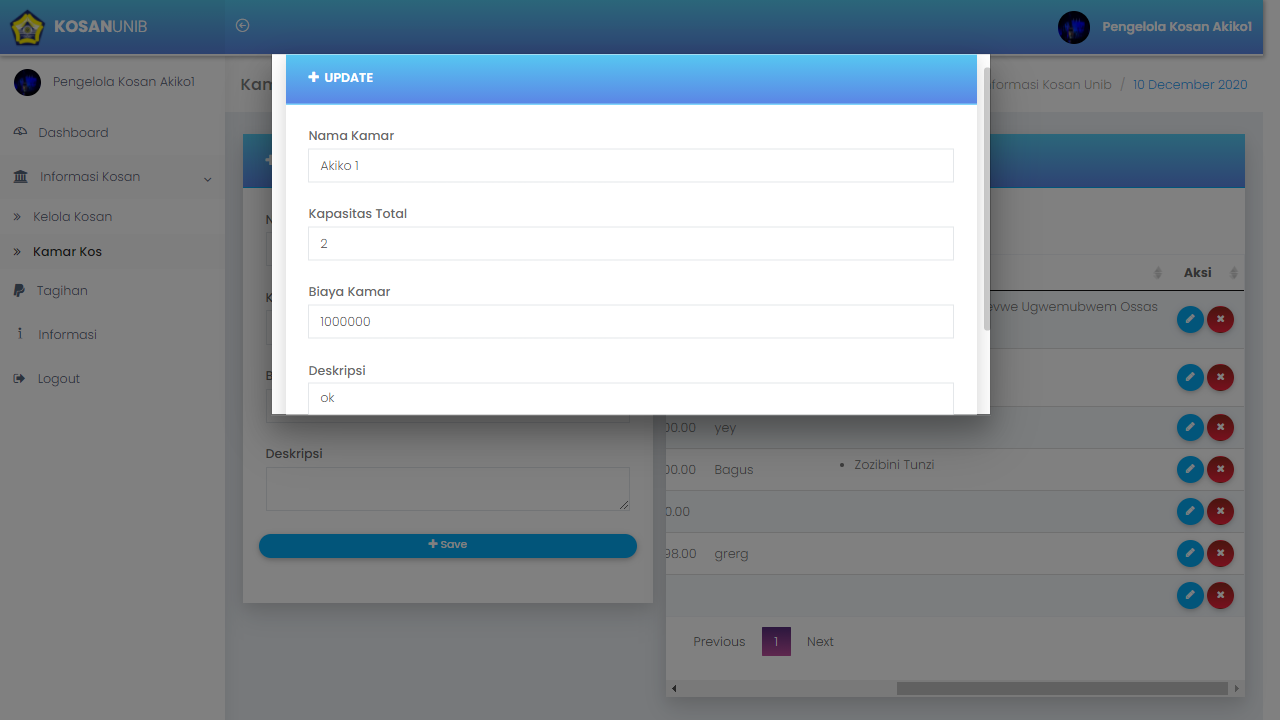 KOSANUNIB
Pengelola Kosan Akiko1
Pengelola Kosan Akiko1
Dashboard
Informasi Kosan
Kelola Kosan
Kamar Kos
Tagihan
Informasi
Logout
Kam
formasi Kosan Unib / 10 December 2020
UPDATE
Nama Kamar
Akiko 1
Kapasitas Total
2
Biaya Kamar
1000000
Deskripsi
ok
N
K
B
Deskripsi
Save
Aksi
evwe Ugwemubwem Ossas
00.00 yey
00.00 Bagus • Zozibini Tunzi
0.00
98.00 grerg
Previous 1 Next